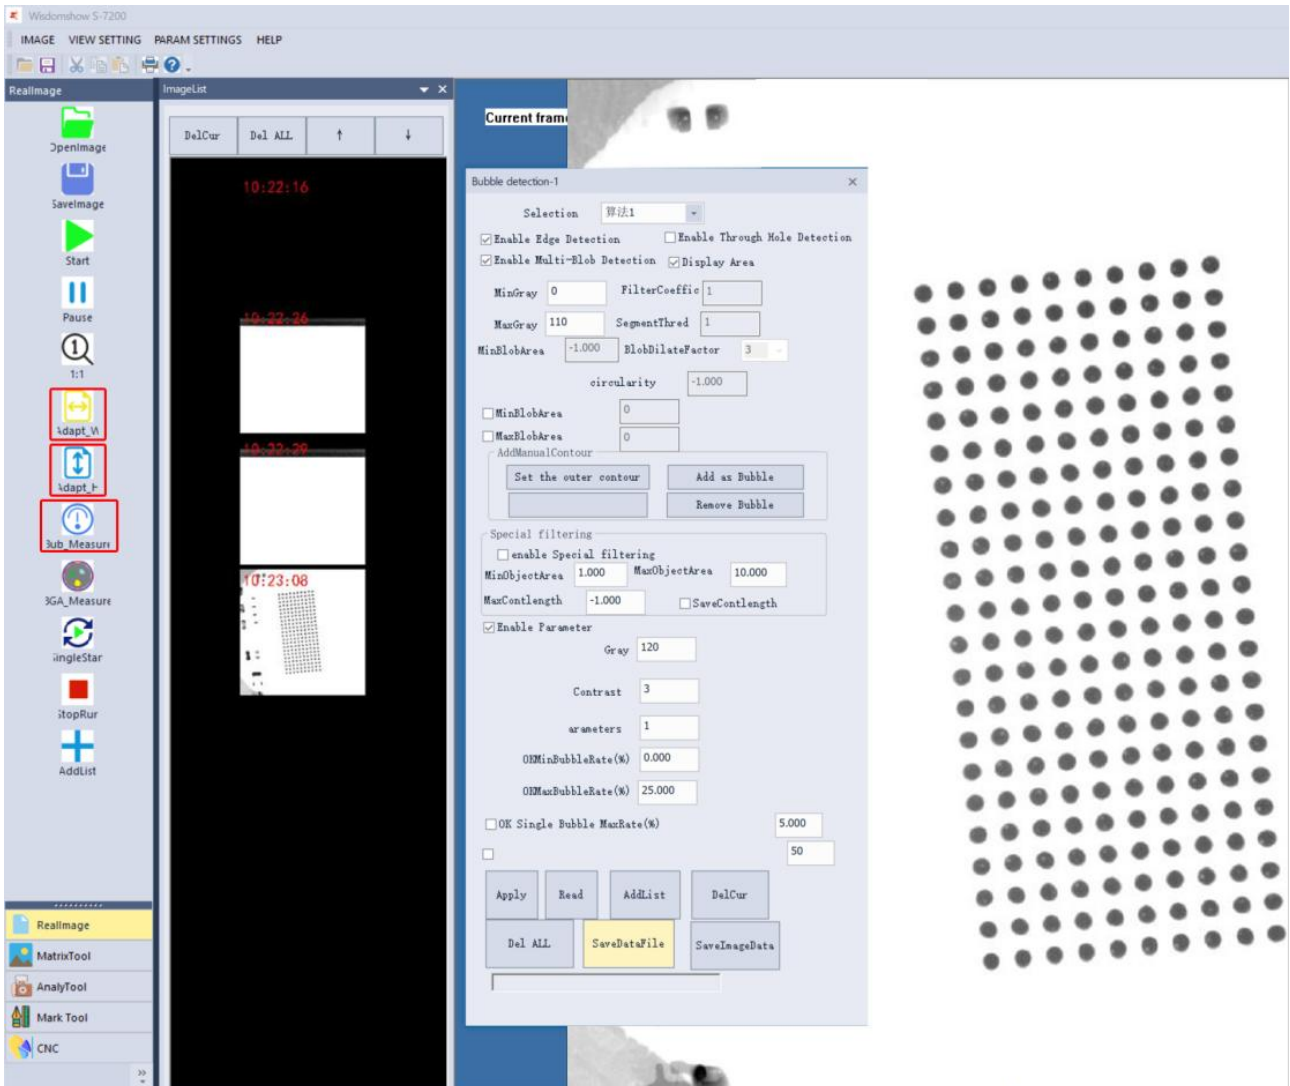 Wisdomshow S-7200
IMAGE VIEW SETTING PARAM SETTINGS HELP
RealImage
OpenImage
SaveImage
Start
Pause
1:1
Adapt_W
Adapt_H
Bub_Measure
BGA_Measure
SingleStar
StopRun
AddList
RealImage
MatrixTool
AnalyTool
Mark Tool
CNC
ImageList
DelCur Del ALL ↑ ↓
10:22:16
10:22:26
10:22:29
10:23:08
Current frame
Bubble detection-1
Selection 算法1
Enable Edge Detection Enable Through Hole Detection
Enable Multi-Blob Detection Display Area
MinGray 0 FilterCoeffic 1
MaxGray 110 SegmentThred 1
MinBlobArea -1.000 BlobDilateFactor 3
circularity -1.000
MinBlobArea 0
MaxBlobArea 0
AddManualContour
Set the outer contour Add as Bubble
Remove Bubble
Special filtering
enable Special filtering
MinObjectArea 1.000 MaxObjectArea 10.000
MaxContlength -1.000 SaveContlength
Enable Parameter
Gray 120
Contrast 3
arameters 1
OKMinBubbleRate(%) 0.000
OKMaxBubbleRate(%) 25.000
OK Single Bubble MaxRate(%) 5.000
50
Apply Read AddList DelCur
Del ALL SaveDataFile SaveImageData